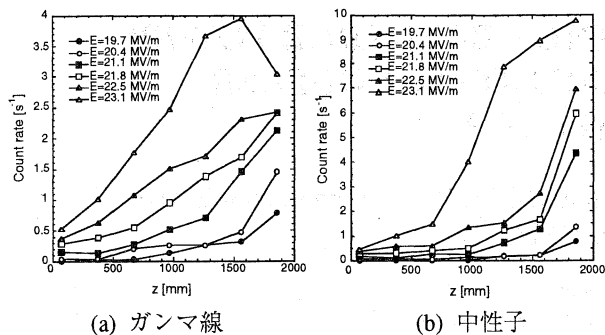 4
3.5
3
2.5
2
1.5
1
0.5
0
Count rate [s⁻¹]
E=19.7 MV/m
E=20.4 MV/m
E=21.1 MV/m
E=21.8 MV/m
E=22.5 MV/m
E=23.1 MV/m
0 500 1000 1500 2000
z [mm]
(a) ガンマ線
10
9
8
7
6
5
4
3
2
1
0
Count rate [s⁻¹]
E=19.7 MV/m
E=20.4 MV/m
E=21.1 MV/m
E=21.8 MV/m
E=22.5 MV/m
E=23.1 MV/m
0 500 1000 1500 2000
z [mm]
(b) 中性子